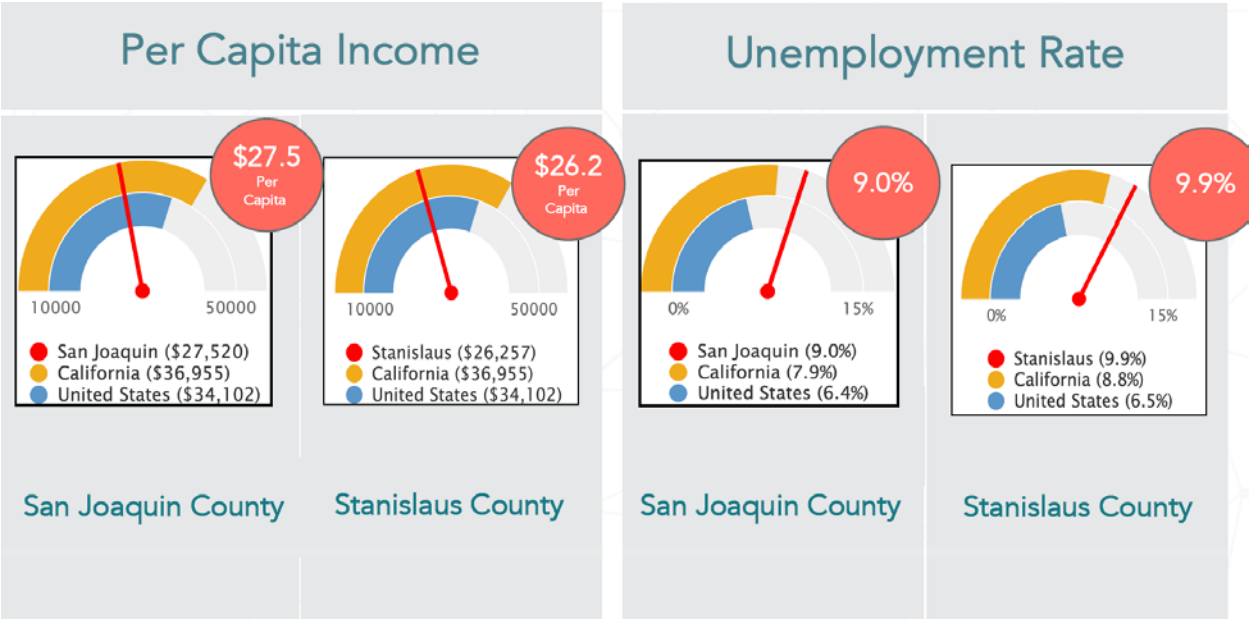 Per Capita Income
$27.5
Per
Capita
10000 50000
San Joaquin ($27,520)
California ($36,955)
United States ($34,102)
San Joaquin County
$26.2
Per
Capita
10000 50000
Stanislaus ($26,257)
California ($36,955)
United States ($34,102)
Stanislaus County
Unemployment Rate
9.0%
0% 15%
San Joaquin (9.0%)
California (7.9%)
United States (6.4%)
San Joaquin County
9.9%
0% 15%
Stanislaus (9.9%)
California (8.8%)
United States (6.5%)
Stanislaus County